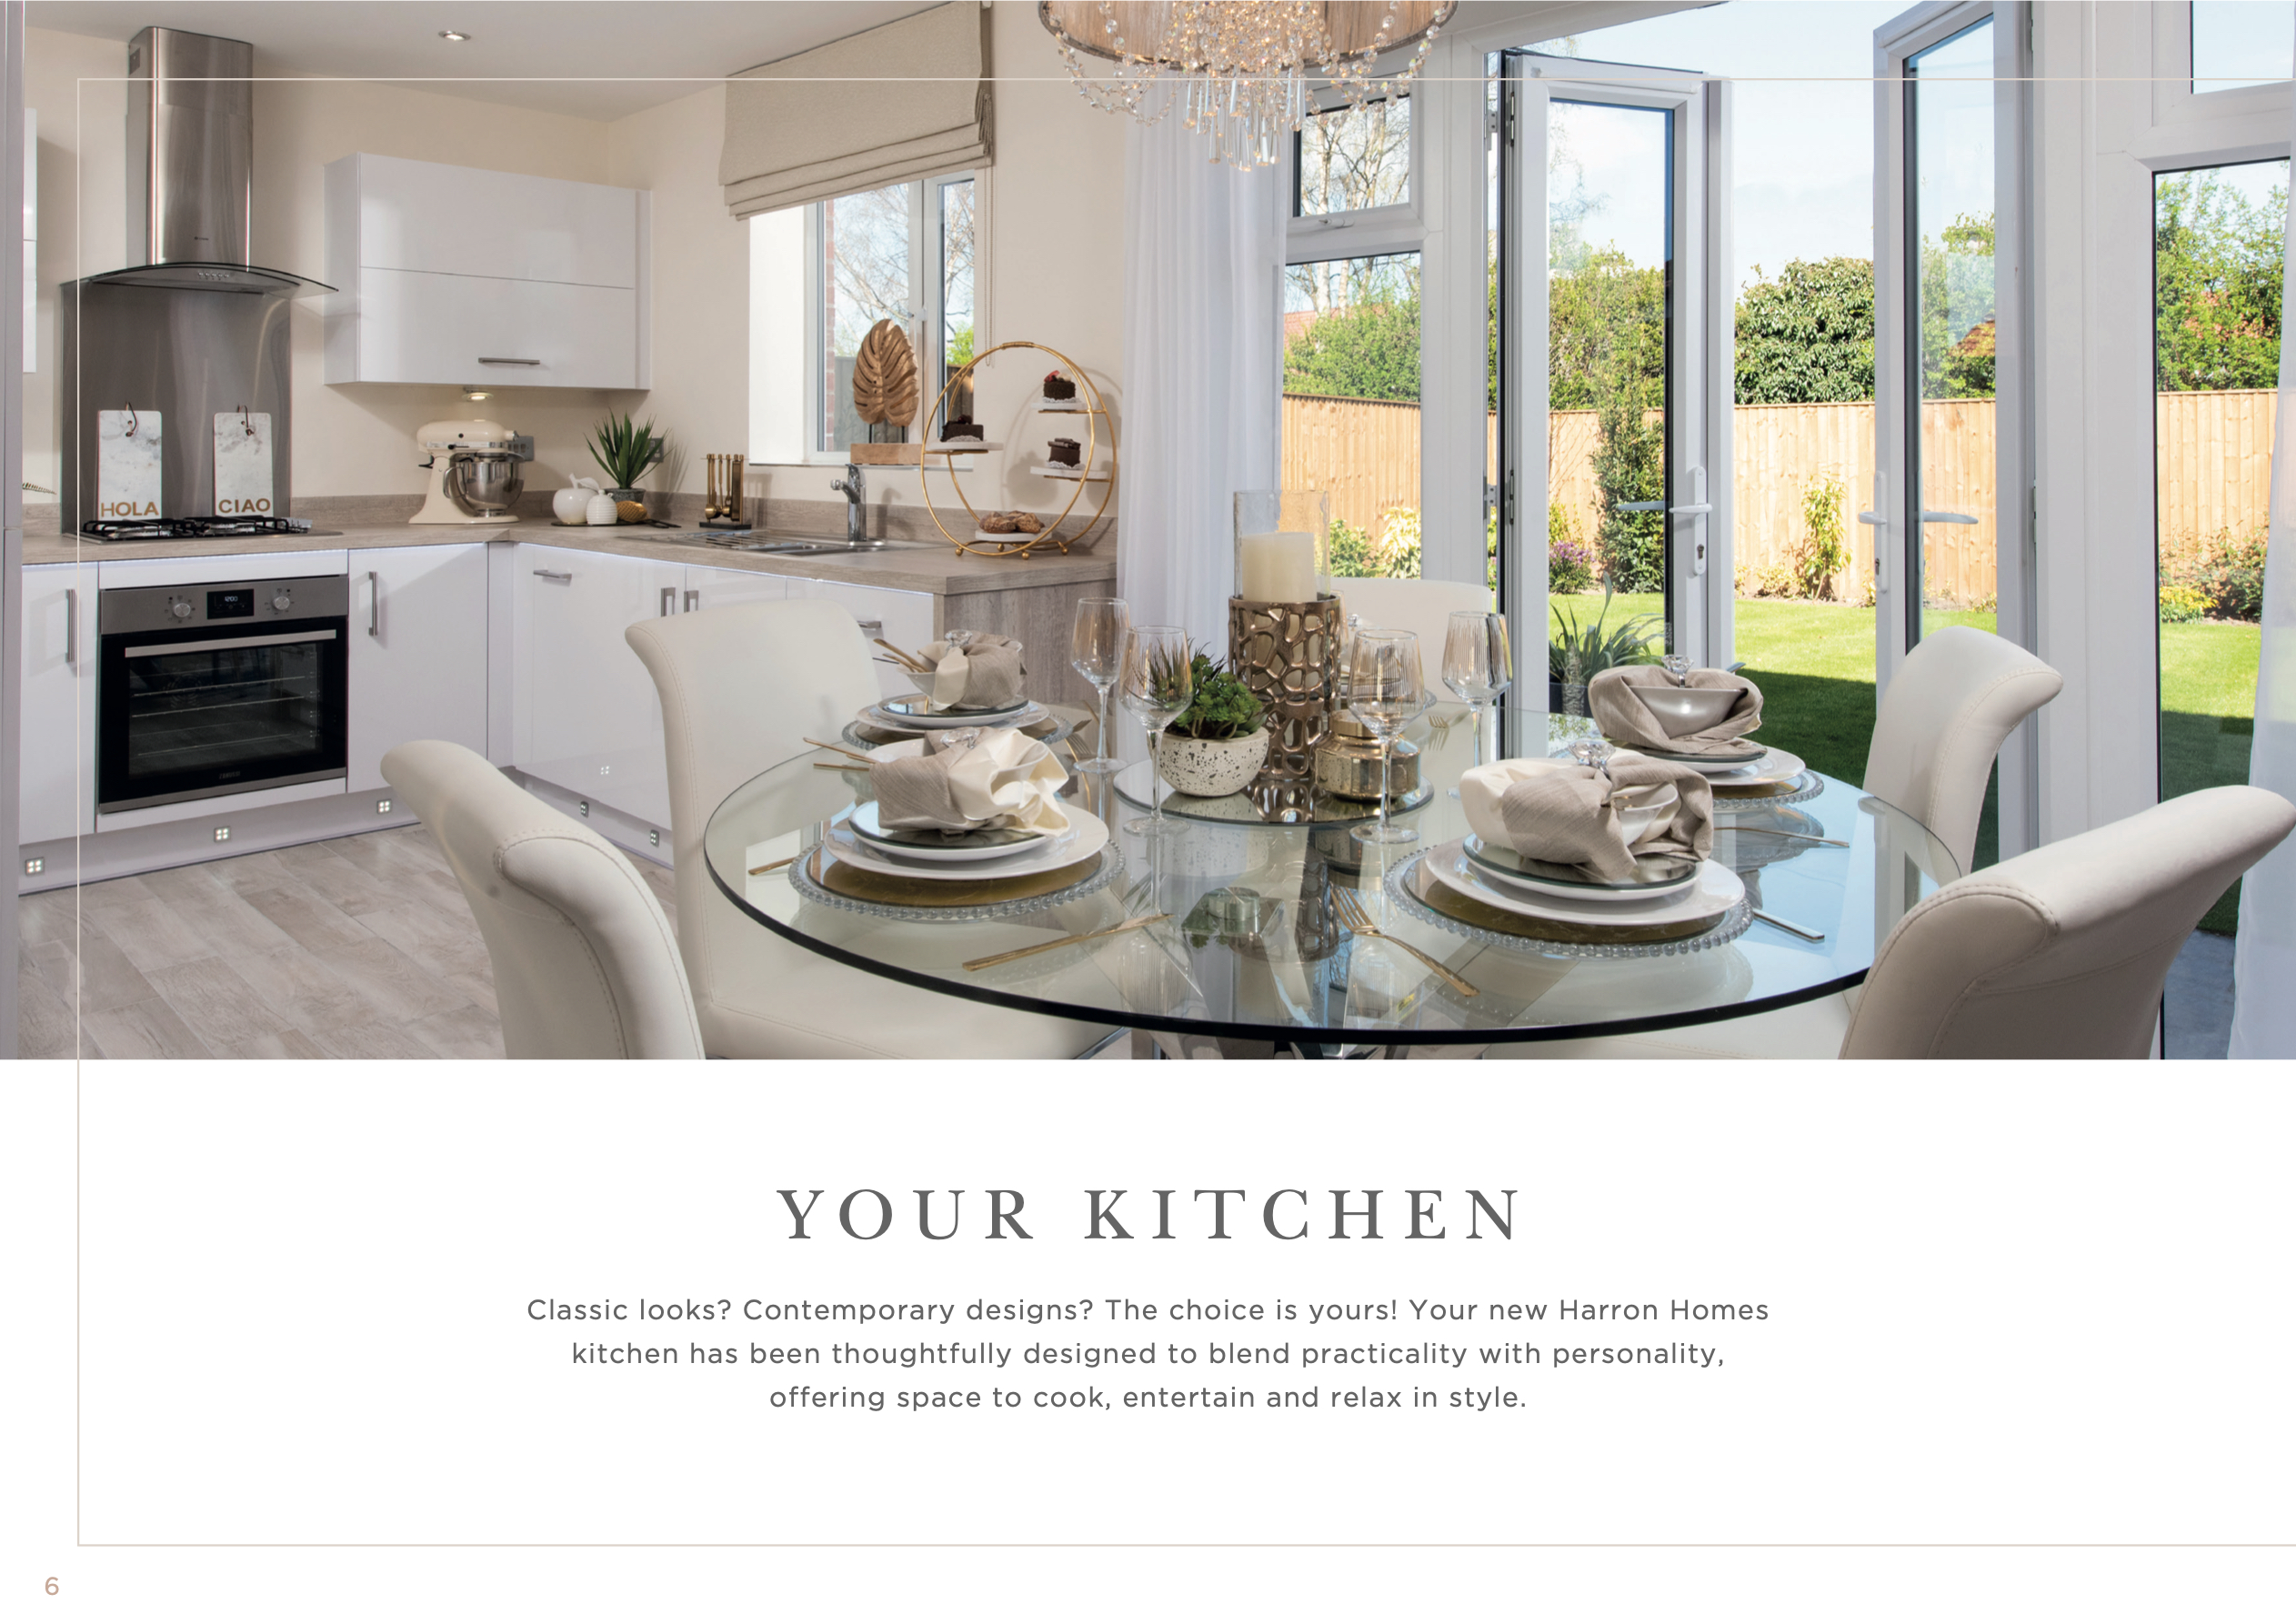 HOLA
CIAO
YOUR KITCHEN
Classic looks? Contemporary designs? The choice is yours! Your new Harron Homes
kitchen has been thoughtfully designed to blend practicality with personality,
offering space to cook, entertain and relax in style.
6